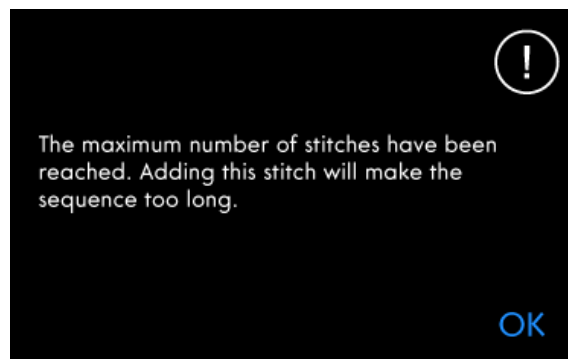 !
The maximum number of stitches have been
reached. Adding this stitch will make the
sequence too long.
OK